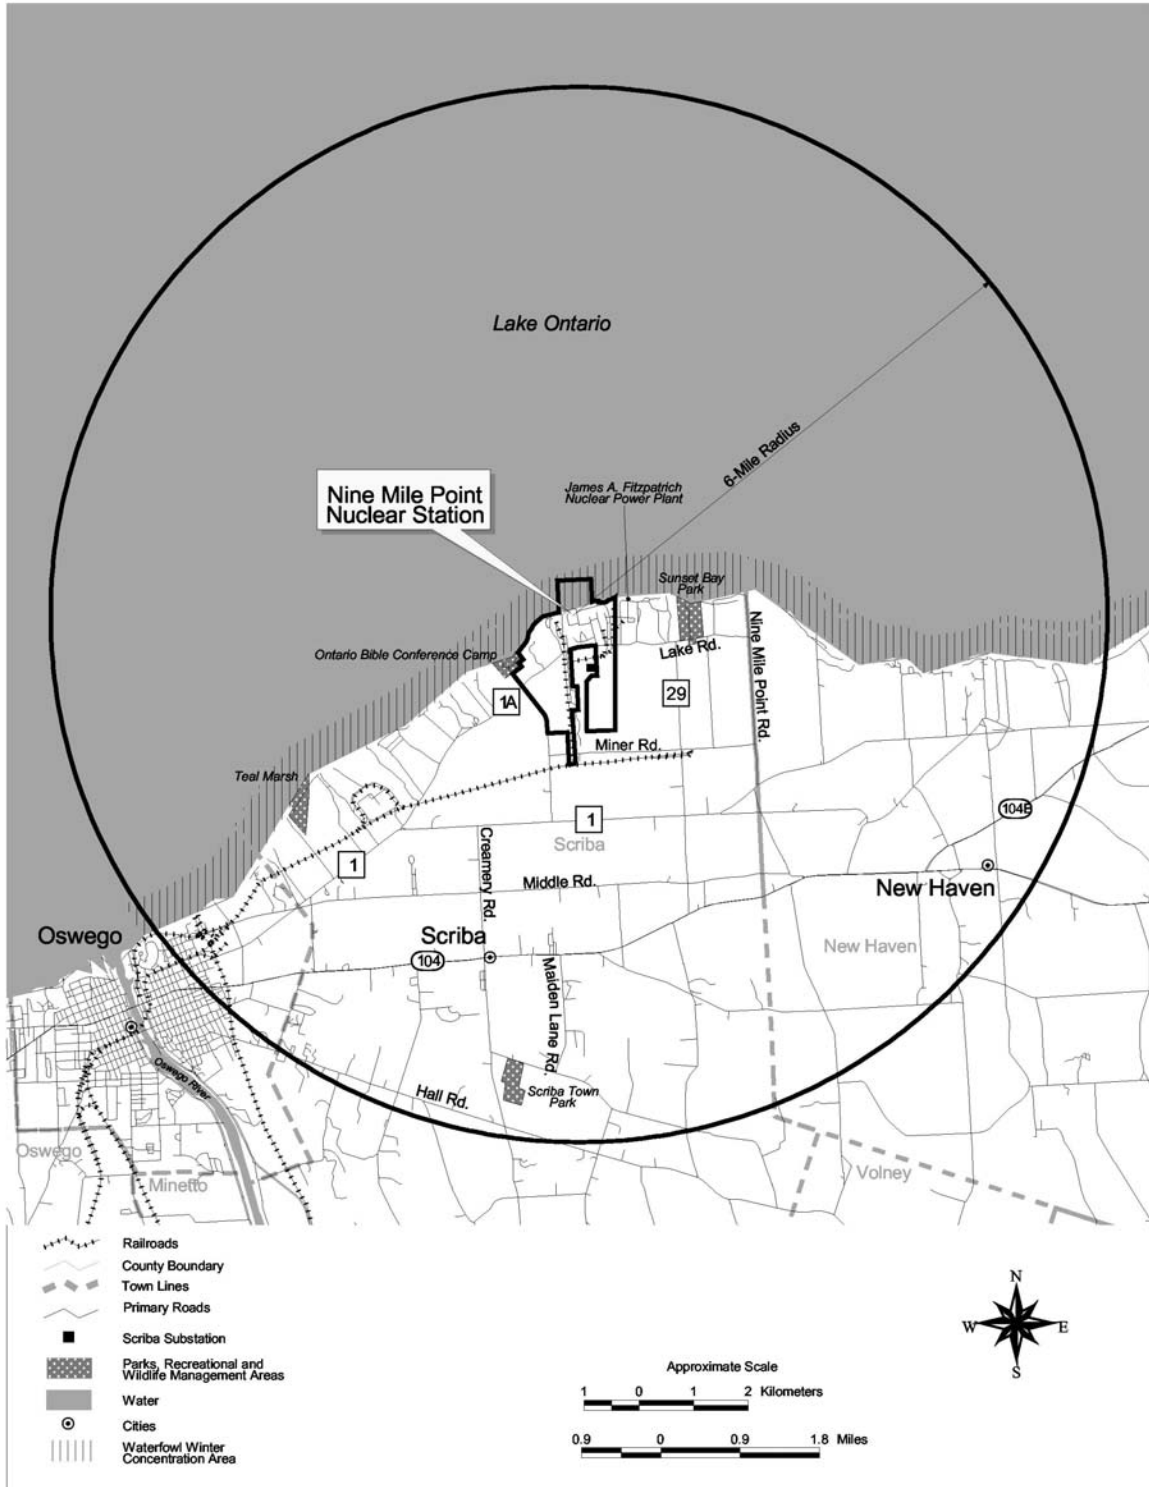 Lake Ontario
6-Mile Radius
Nine Mile Point
Nuclear Station
James A. Fitzpatrich
Nuclear Power Plant
Sunset Bay
Park
Ontario Bible Conference Camp
Lake Rd.
Nine Mile Point Rd.
1A
29
Miner Rd.
Teal Marsh
104E
1
Scriba
1
Creamery Rd.
Middle Rd.
New Haven
Oswego
Scriba
New Haven
104
Maiden Lane Rd.
Oswego River
Hall Rd.
Scriba Town
Park
Oswego
Minetto
Volney
Railroads
County Boundary
Town Lines
Primary Roads
Scriba Substation
Parks, Recreational and
Wildlife Management Areas
Water
Cities
Waterfowl Winter
Concentration Area
N
W E
S
Approximate Scale
1 0 1 2 Kilometers
0.9 0 0.9 1.8 Miles